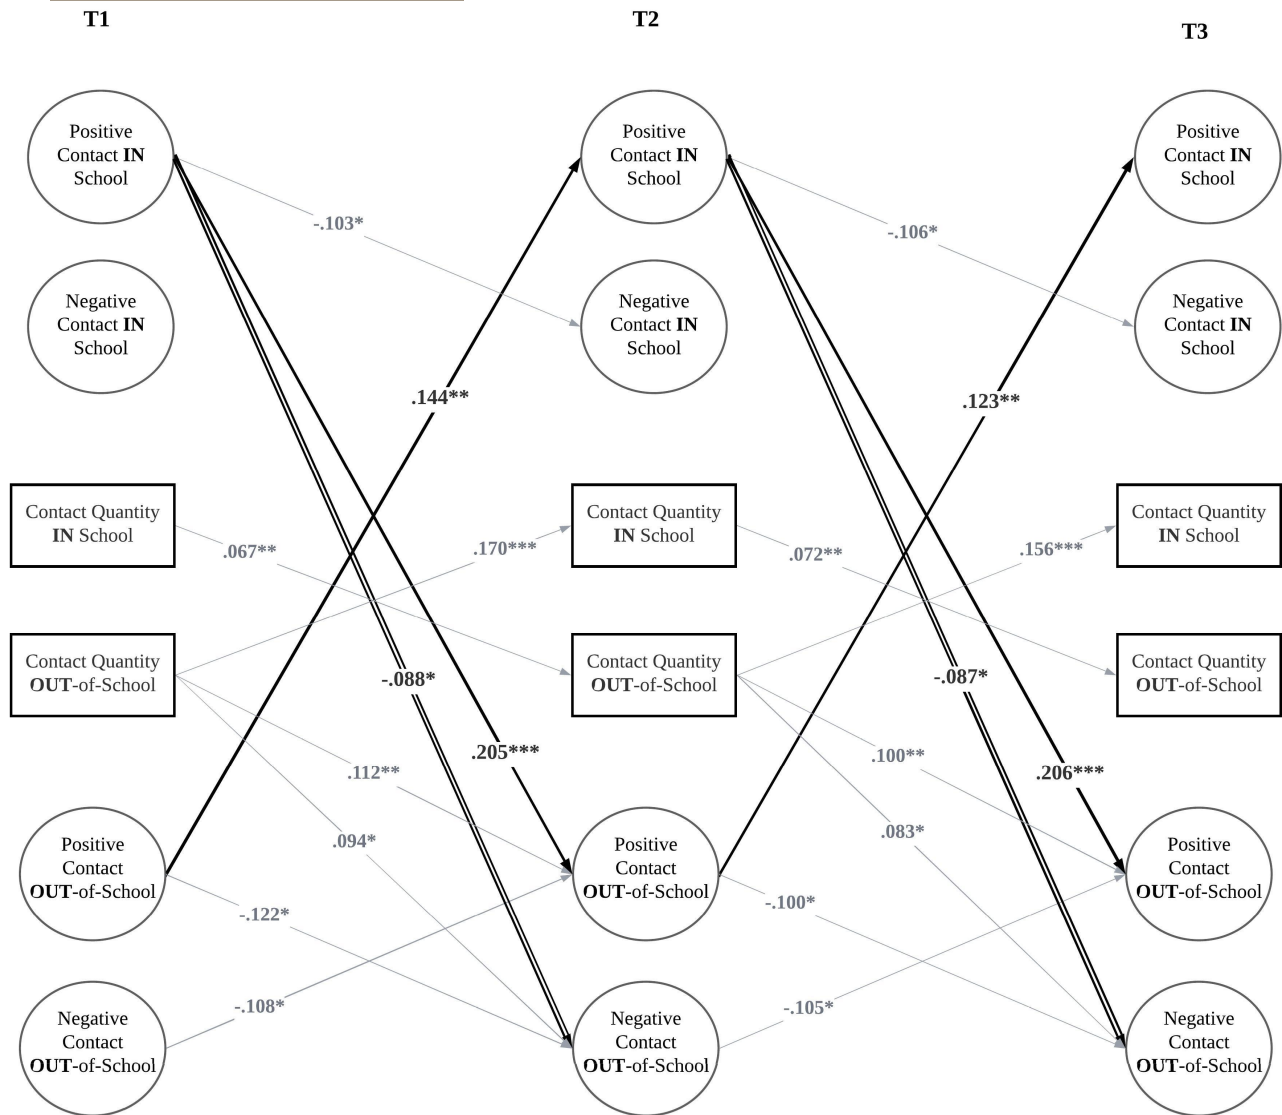 T1
T2
T3
Positive
Contact IN
School
Positive
Contact IN
School
Positive
Contact IN
School
-.103*
-.106*
Negative
Contact IN
School
Negative
Contact IN
School
Negative
Contact IN
School
.144**
.123**
Contact Quantity
IN School
Contact Quantity
IN School
Contact Quantity
IN School
.067**
.170***
.072**
.156***
Contact Quantity
OUT-of-School
Contact Quantity
OUT-of-School
Contact Quantity
OUT-of-School
-.088*
-.087*
.205***
.112**
.100**
.206***
.094*
.083*
Positive
Contact
OUT-of-School
Positive
Contact
OUT-of-School
Positive
Contact
OUT-of-School
-.122*
-.100*
-.108*
-.105*
Negative
Contact
OUT-of-School
Negative
Contact
OUT-of-School
Negative
Contact
OUT-of-School